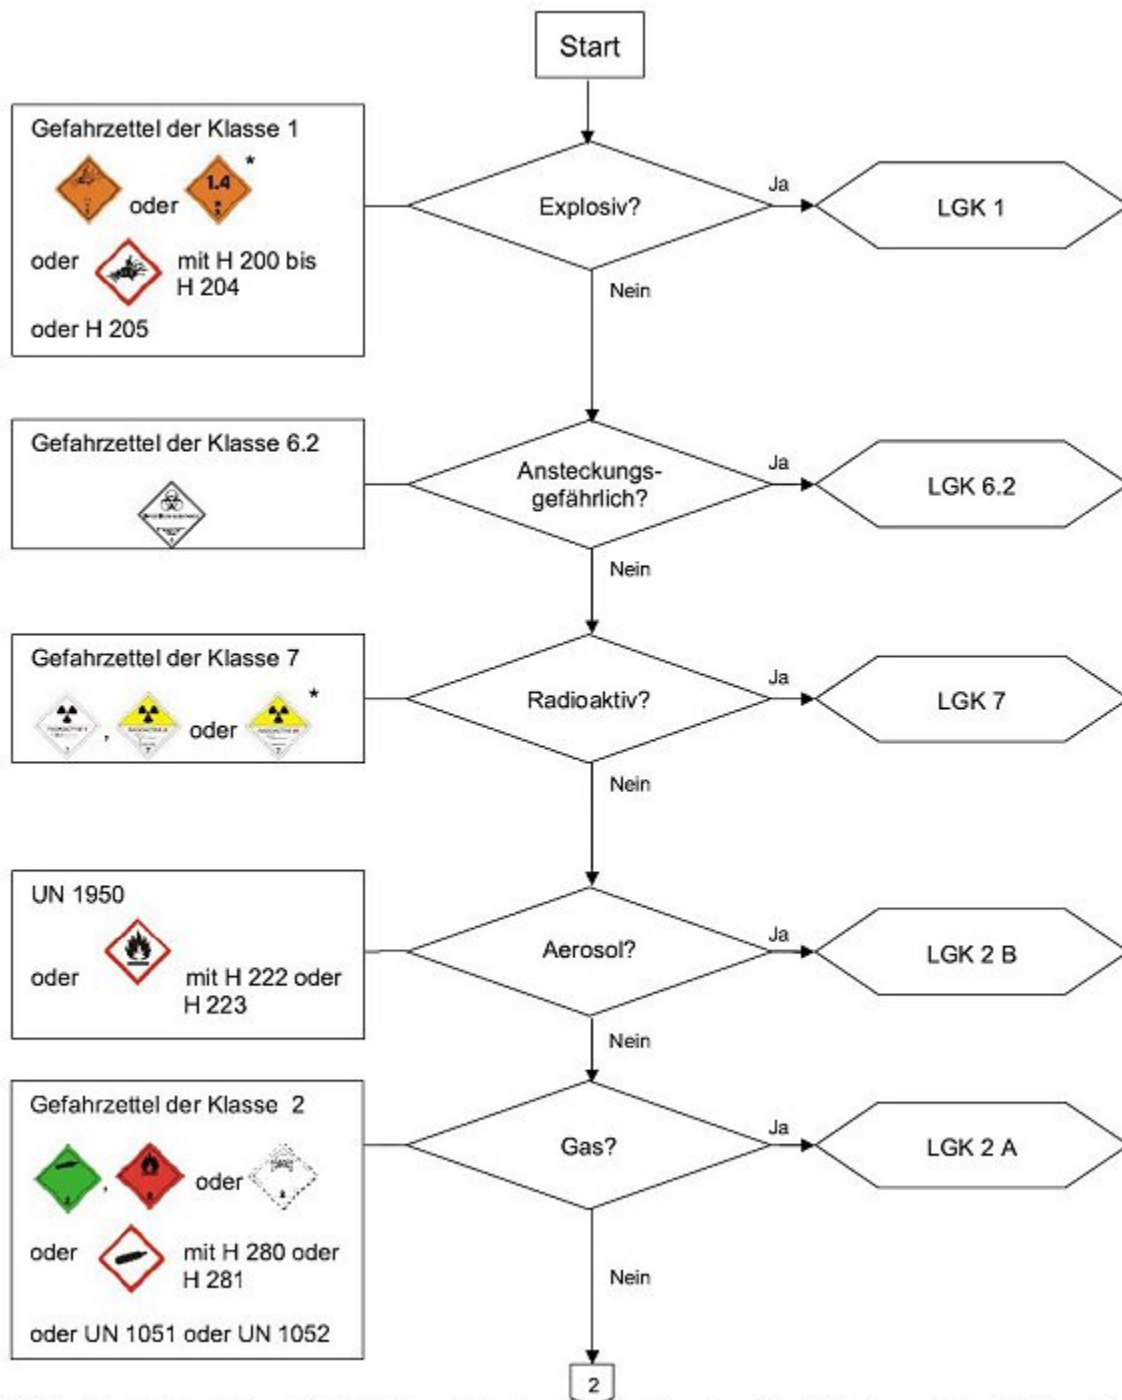 Start
Gefahrzettel der Klasse 1
1.4
*
oder
oder
mit H 200 bis
H 204
oder H 205
Explosiv?
Ja
LGK 1
Nein
Gefahrzettel der Klasse 6.2
Ansteckungs-
gefährlich?
Ja
LGK 6.2
Nein
Gefahrzettel der Klasse 7
, oder
*
7
Radioaktiv?
Ja
LGK 7
Nein
UN 1950
oder
mit H 222 oder
H 223
Aerosol?
Ja
LGK 2 B
Nein
Gefahrzettel der Klasse 2
, oder
2
2
2
oder
mit H 280 oder
H 281
oder UN 1051 oder UN 1052
Gas?
Ja
LGK 2 A
Nein
2